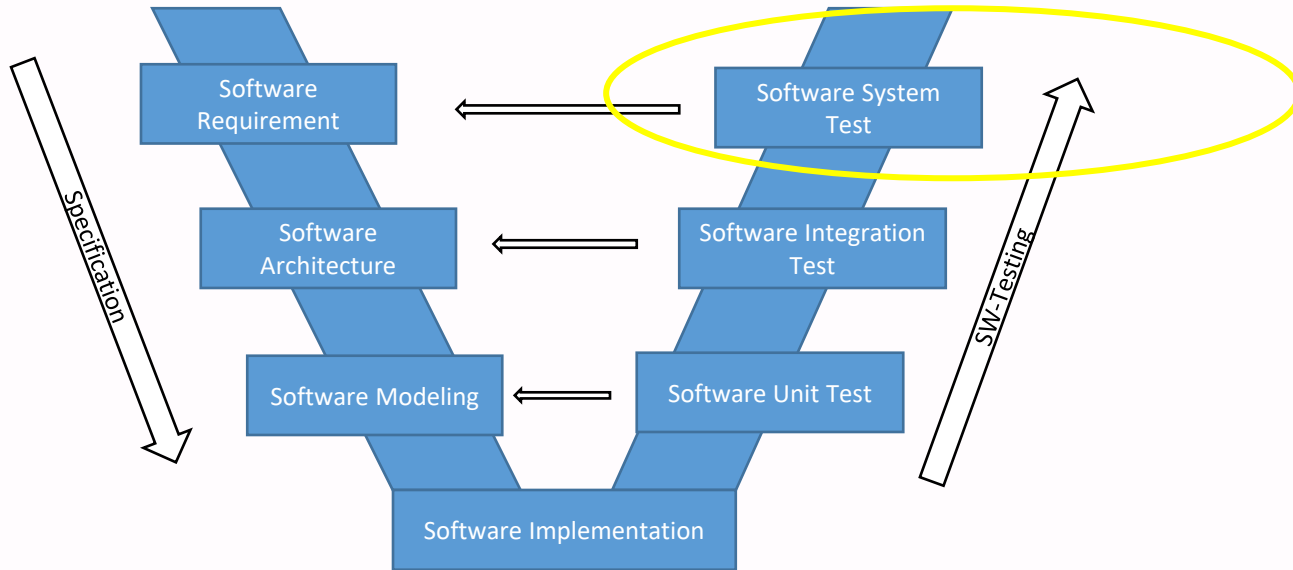 Software
Requirement
Software System
Test
Specification
Software
Architecture
Software Integration
Test
SW-Testing
Software Modeling
Software Unit Test
Software Implementation